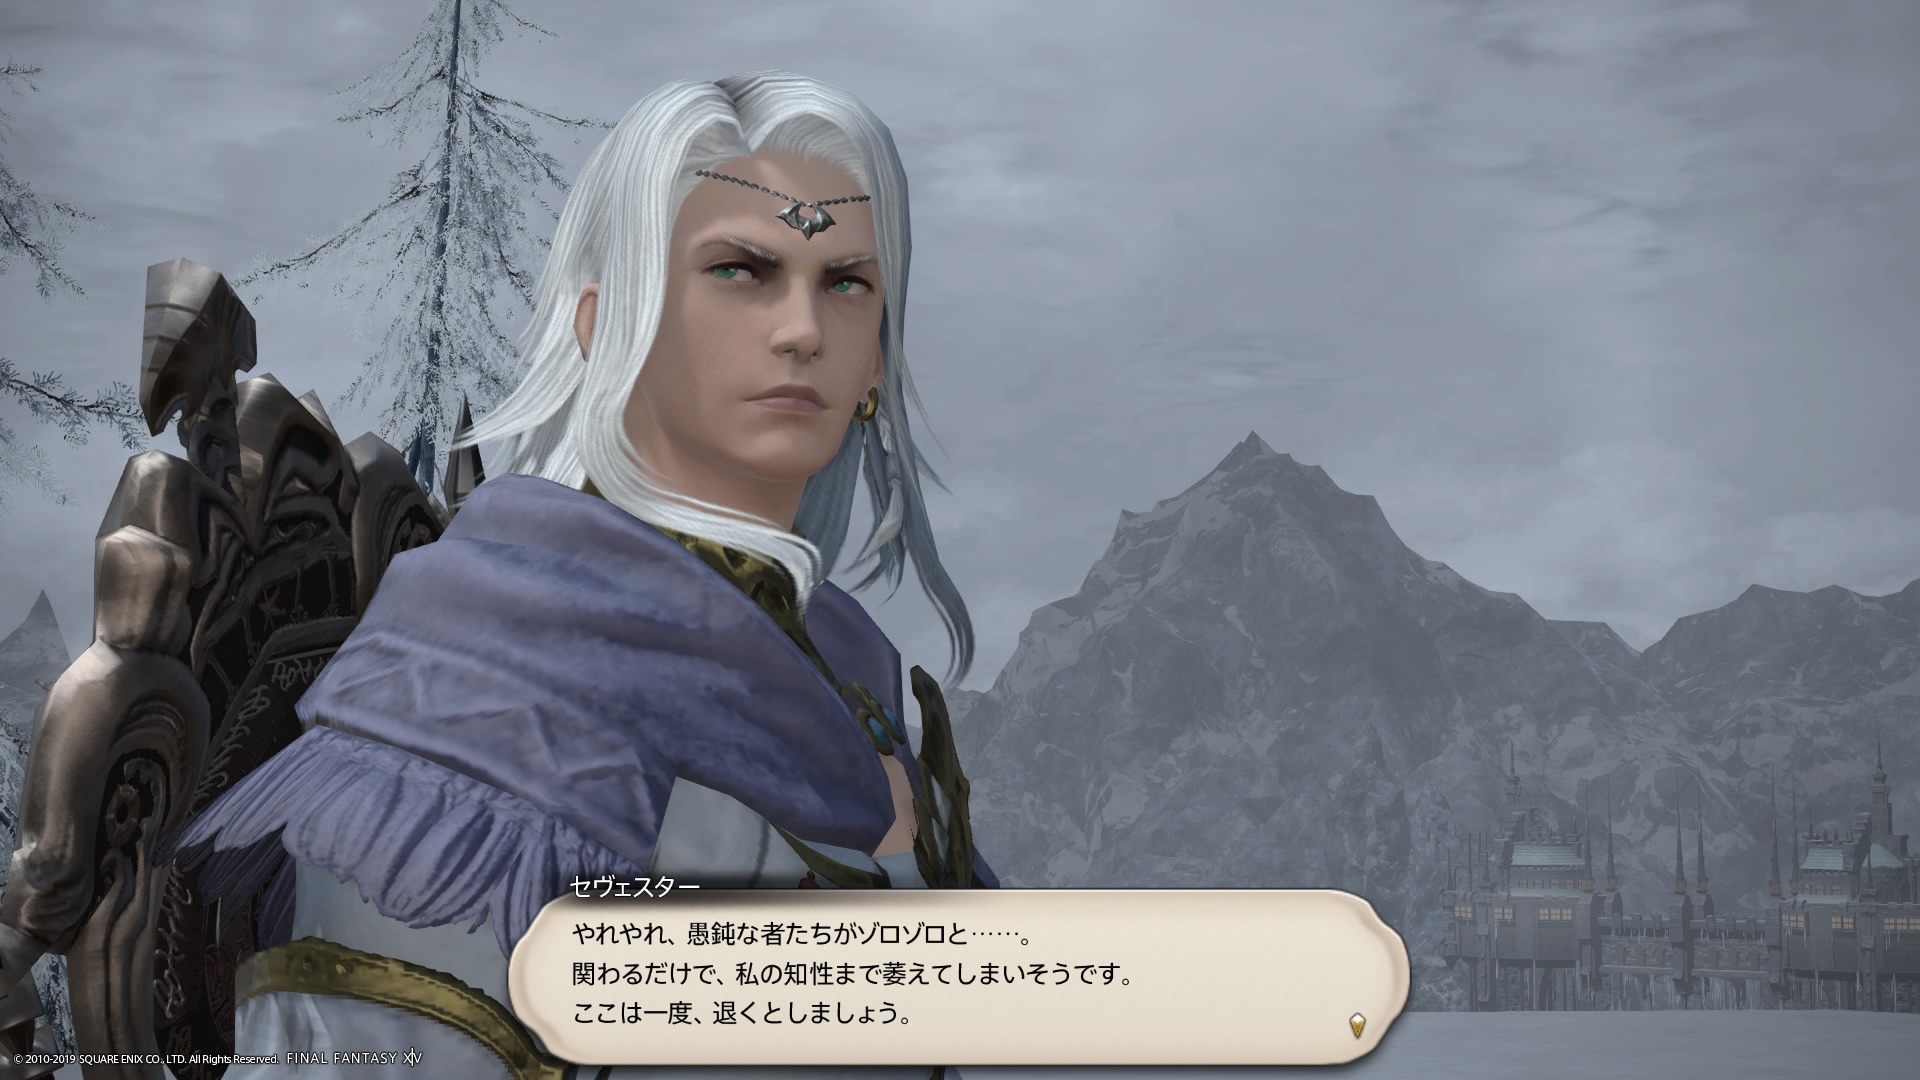 セヴェスター
やれやれ、愚鈍な者たちがゾロゾロと……。
関わるだけで、私の知性まで萎えてしまいそうです。
ここは一度、退くとしましょう。
© 2010-2019 SQUARE ENIX CO., LTD. All Rights Reserved. FINAL FANTASY XIV